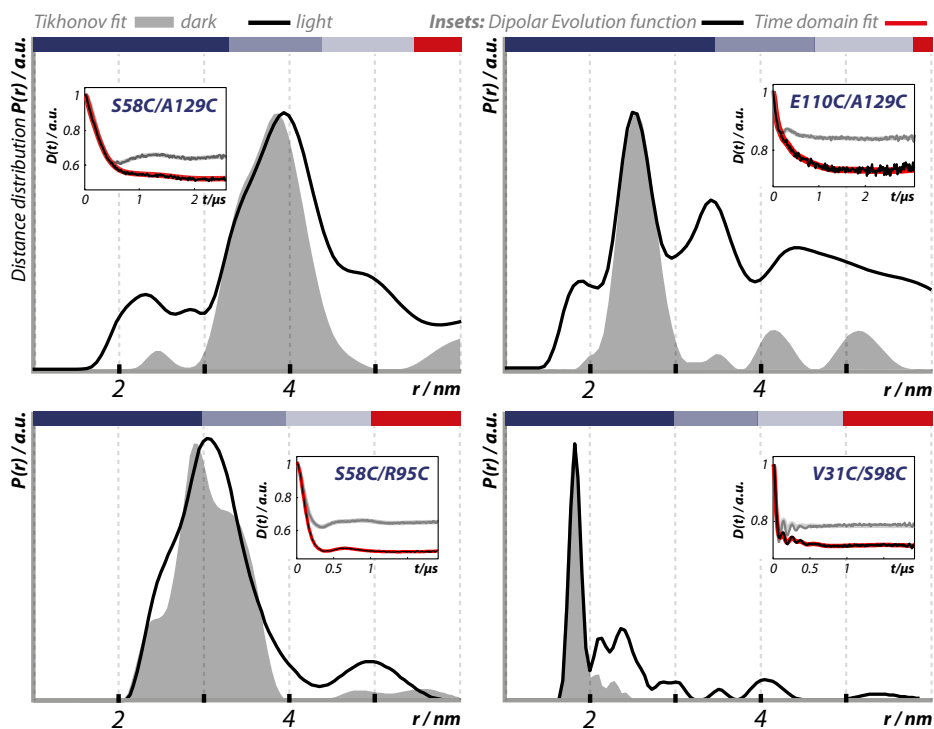 Tikhonov fit dark light Insets: Dipolar Evolution function Time domain fit
Distance distribution P(r) / a.u.
S58C/A129C
D(t) / a.u.
1
0.8
0.6
0 1 2 t/μs
2 4 r / nm
P(r) / a.u.
E110C/A129C
D(t) / a.u.
1
0.8
0 1 2 t/μs
2 4 r / nm
P(r) / a.u.
S58C/R95C
D(t) / a.u.
1
0.8
0.6
0 0.5 1 t/μs
2 4 r / nm
P(r) / a.u.
V31C/S98C
D(t) / a.u.
1
0.8
0 0.5 1 t/μs
2 4 r / nm